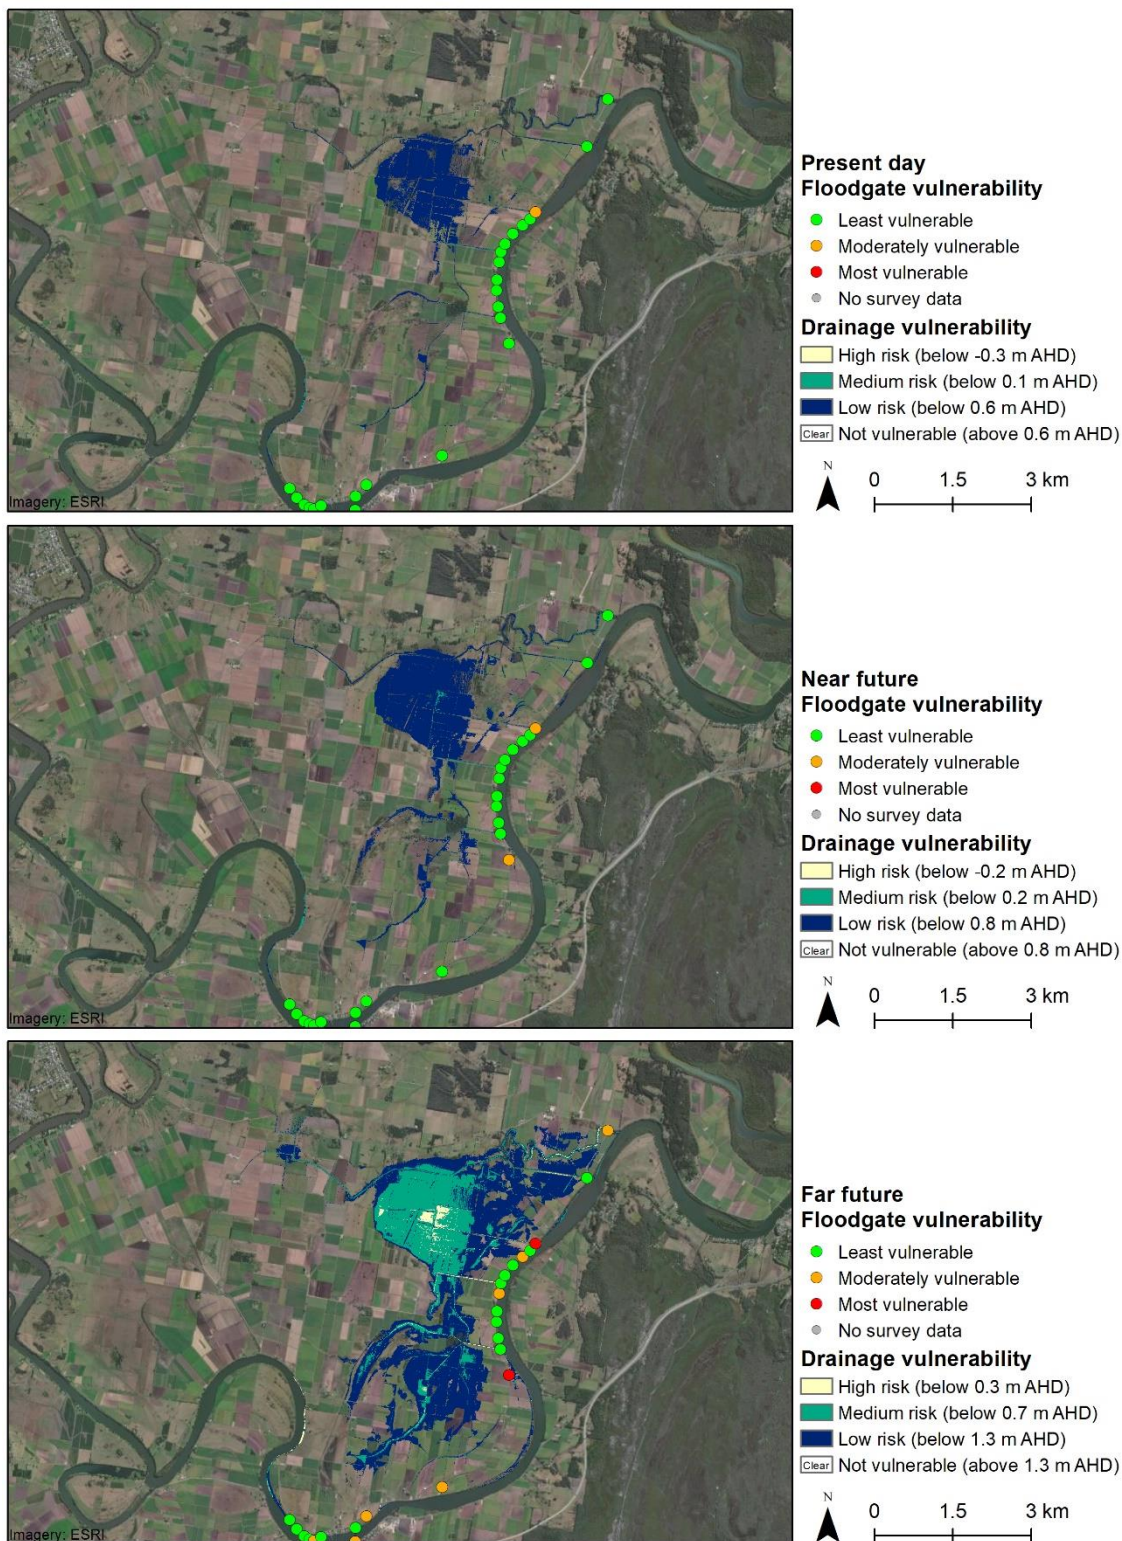 Present day
Floodgate vulnerability
Least vulnerable
Moderately vulnerable
Most vulnerable
No survey data
Drainage vulnerability
High risk (below -0.3 m AHD)
Medium risk (below 0.1 m AHD)
Low risk (below 0.6 m AHD)
Clear Not vulnerable (above 0.6 m AHD)
N
0 1.5 3 km
Imagery: ESRI
Near future
Floodgate vulnerability
Least vulnerable
Moderately vulnerable
Most vulnerable
No survey data
Drainage vulnerability
High risk (below -0.2 m AHD)
Medium risk (below 0.2 m AHD)
Low risk (below 0.8 m AHD)
Clear Not vulnerable (above 0.8 m AHD)
N
0 1.5 3 km
Imagery: ESRI
Far future
Floodgate vulnerability
Least vulnerable
Moderately vulnerable
Most vulnerable
No survey data
Drainage vulnerability
High risk (below 0.3 m AHD)
Medium risk (below 0.7 m AHD)
Low risk (below 1.3 m AHD)
Clear Not vulnerable (above 1.3 m AHD)
N
0 1.5 3 km
Imagery: ESRI